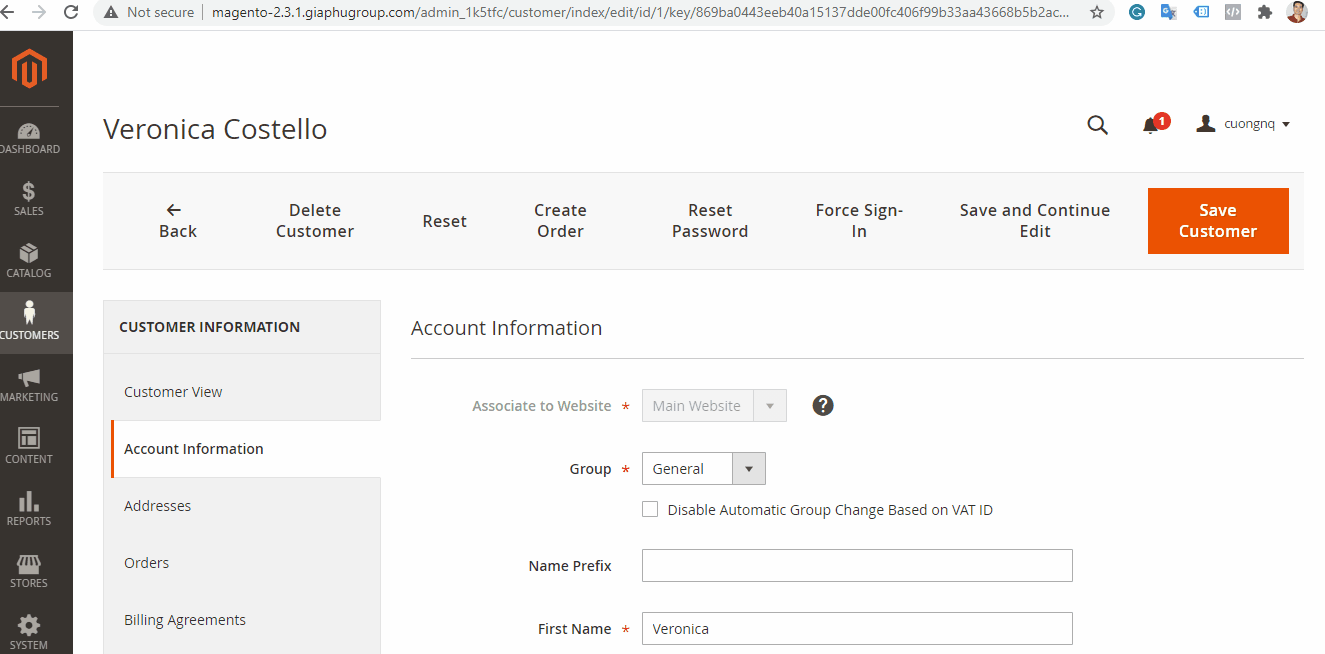 Not secure | magento-2.3.1.giaphugroup.com/admin_1k5tfc/customer/index/edit/id/1/key/869ba0443eeb40a15137dde00fc406f99b33aa43668b5b2ac...
DASHBOARD
SALES
CATALOG
CUSTOMERS
MARKETING
CONTENT
REPORTS
STORES
SYSTEM
Veronica Costello
1
cuongnq
Back
Delete
Customer
Reset
Create
Order
Reset
Password
Force Sign-
In
Save and Continue
Edit
Save
Customer
CUSTOMER INFORMATION
Customer View
Account Information
Addresses
Orders
Billing Agreements
Account Information
Associate to Website * Main Website ?
Group * General
Disable Automatic Group Change Based on VAT ID
Name Prefix
First Name * Veronica